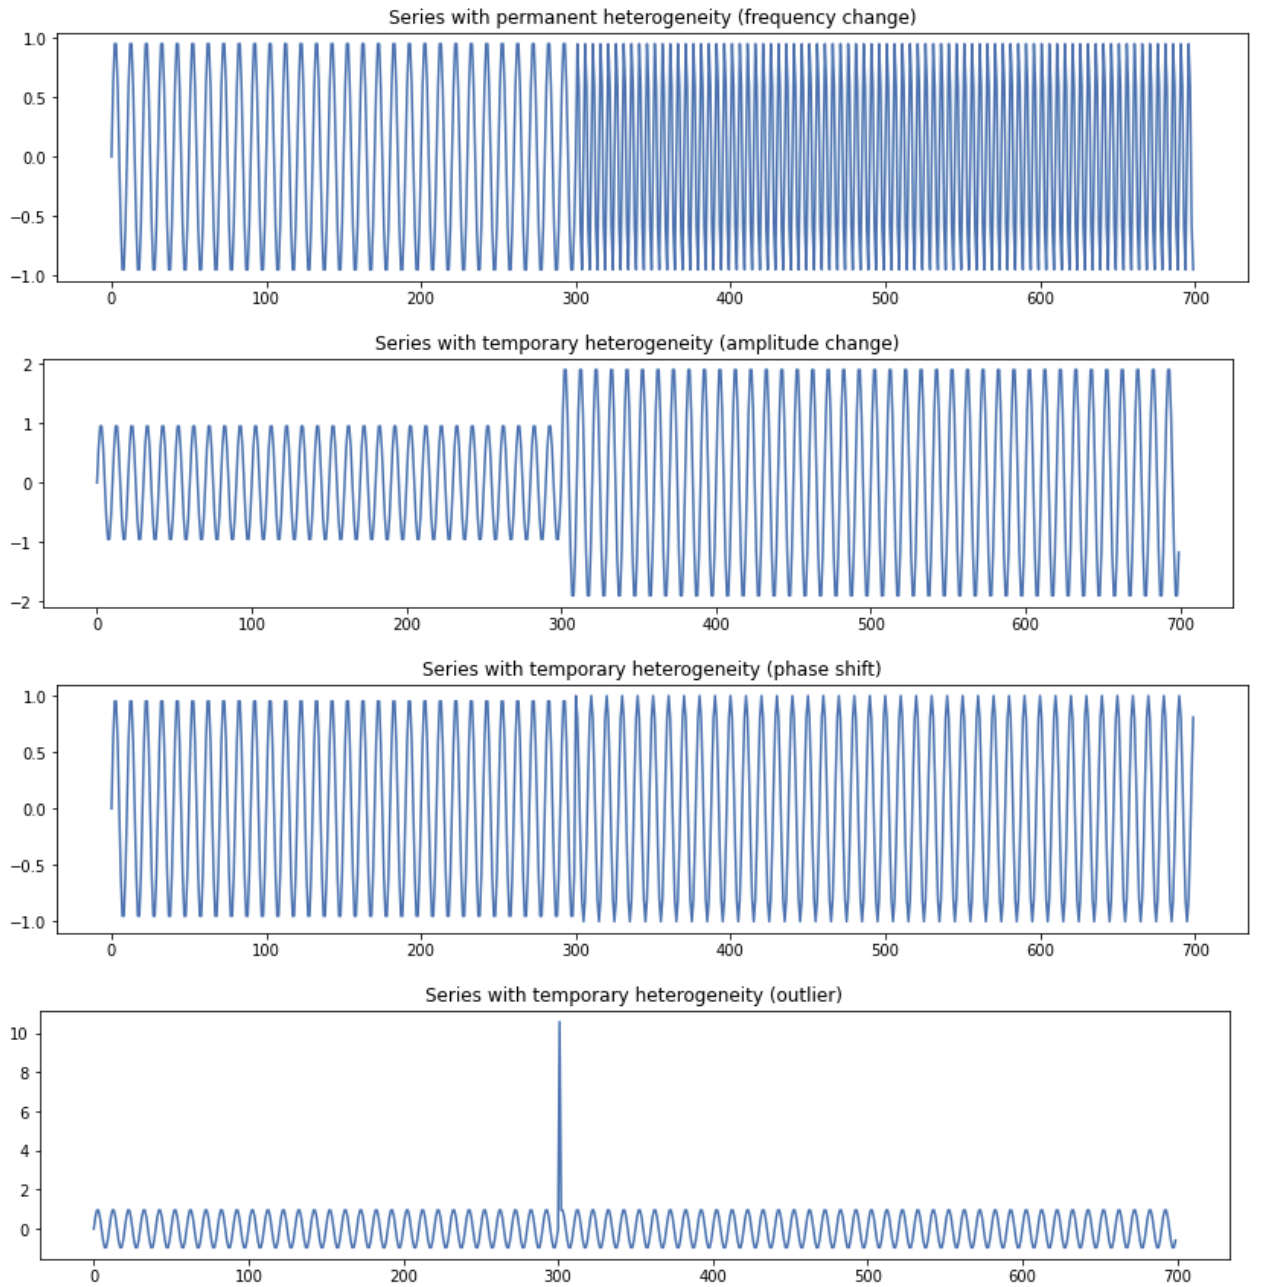 Series with permanent heterogeneity (frequency change)
1.0
0.5
0.0
−0.5
−1.0
0 100 200 300 400 500 600 700
Series with temporary heterogeneity (amplitude change)
2
1
0
−1
−2
0 100 200 300 400 500 600 700
Series with temporary heterogeneity (phase shift)
1.0
0.5
0.0
−0.5
−1.0
0 100 200 300 400 500 600 700
Series with temporary heterogeneity (outlier)
10
8
6
4
2
0
0 100 200 300 400 500 600 700